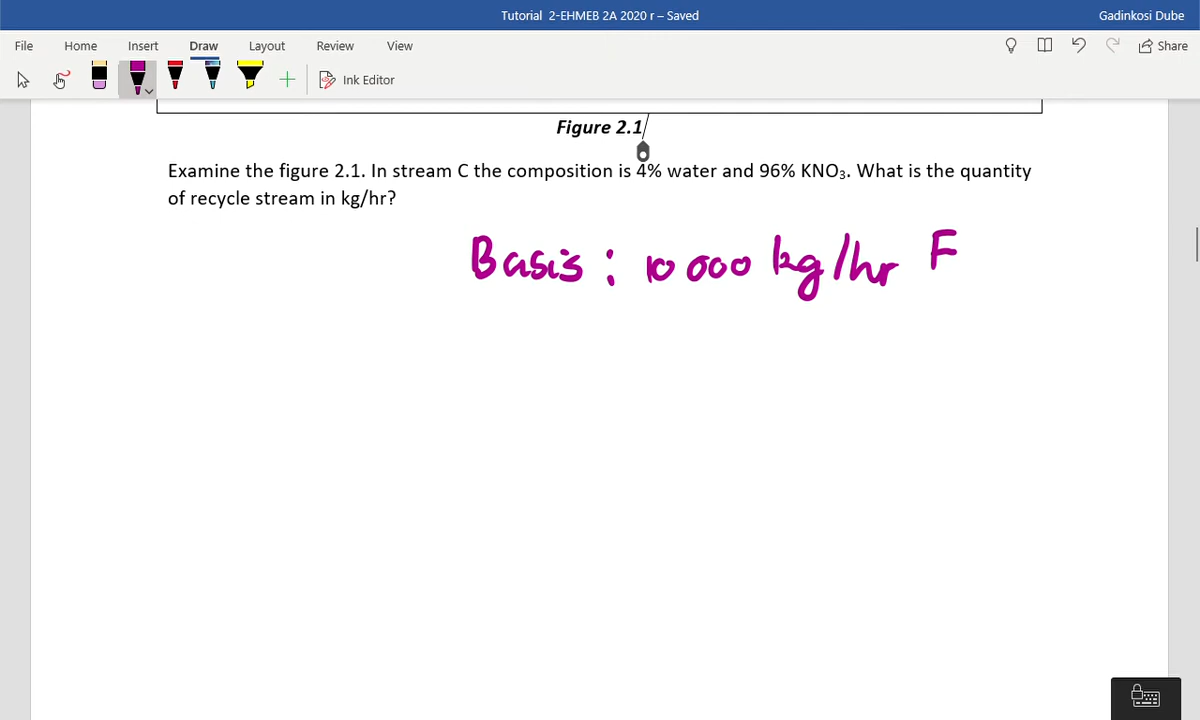 Tutorial 2-EHMEB 2A 2020 r – Saved
Gadinkosi Dube
File Home Insert Draw Layout Review View
Share
Ink Editor
Figure 2.1
Examine the figure 2.1. In stream C the composition is 4% water and 96% KNO₃. What is the quantity
of recycle stream in kg/hr?
Basis : 10 000 kg/hr F